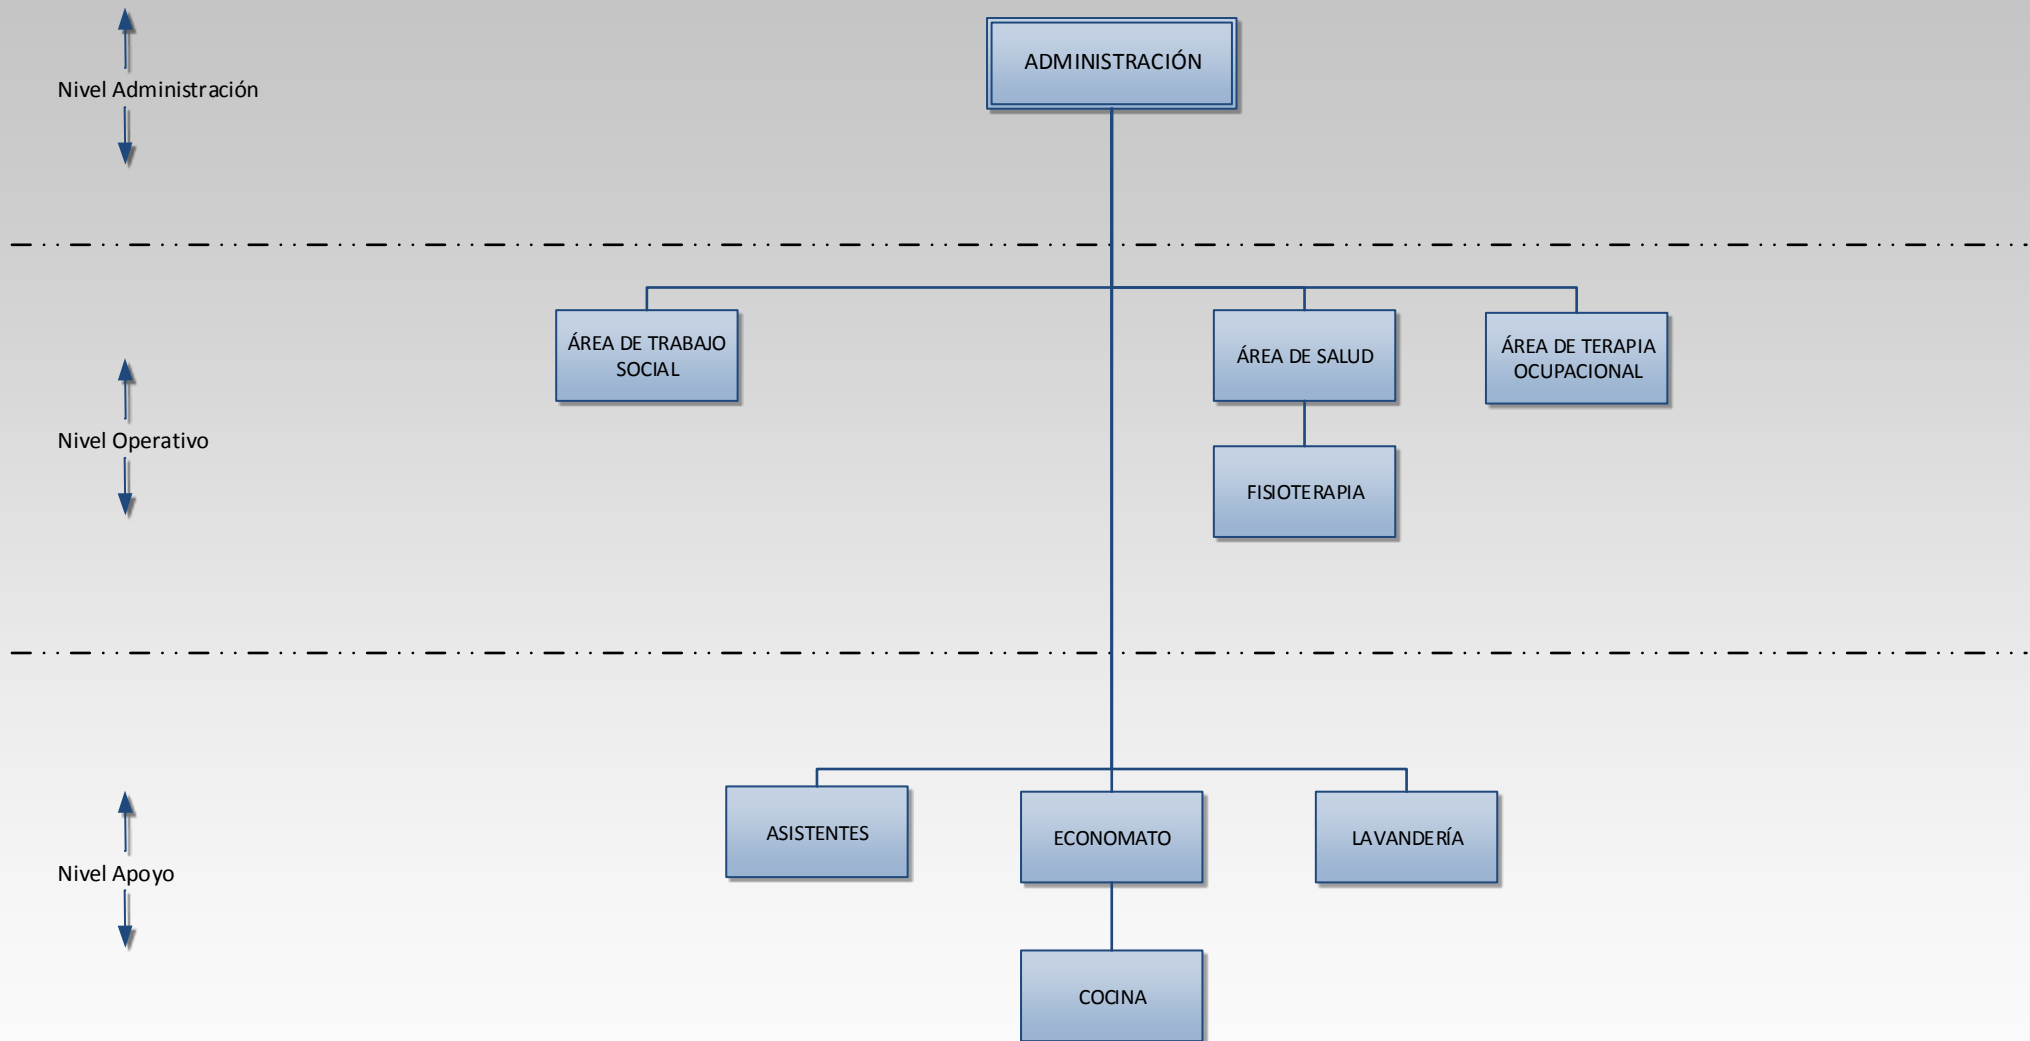 ADMINISTRACIÓN
Nivel Administración
ÁREA DE TRABAJO
SOCIAL
ÁREA DE SALUD
ÁREA DE TERAPIA
OCUPACIONAL
Nivel Operativo
FISIOTERAPIA
ASISTENTES
ECONOMATO
LAVANDERÍA
Nivel Apoyo
COCINA